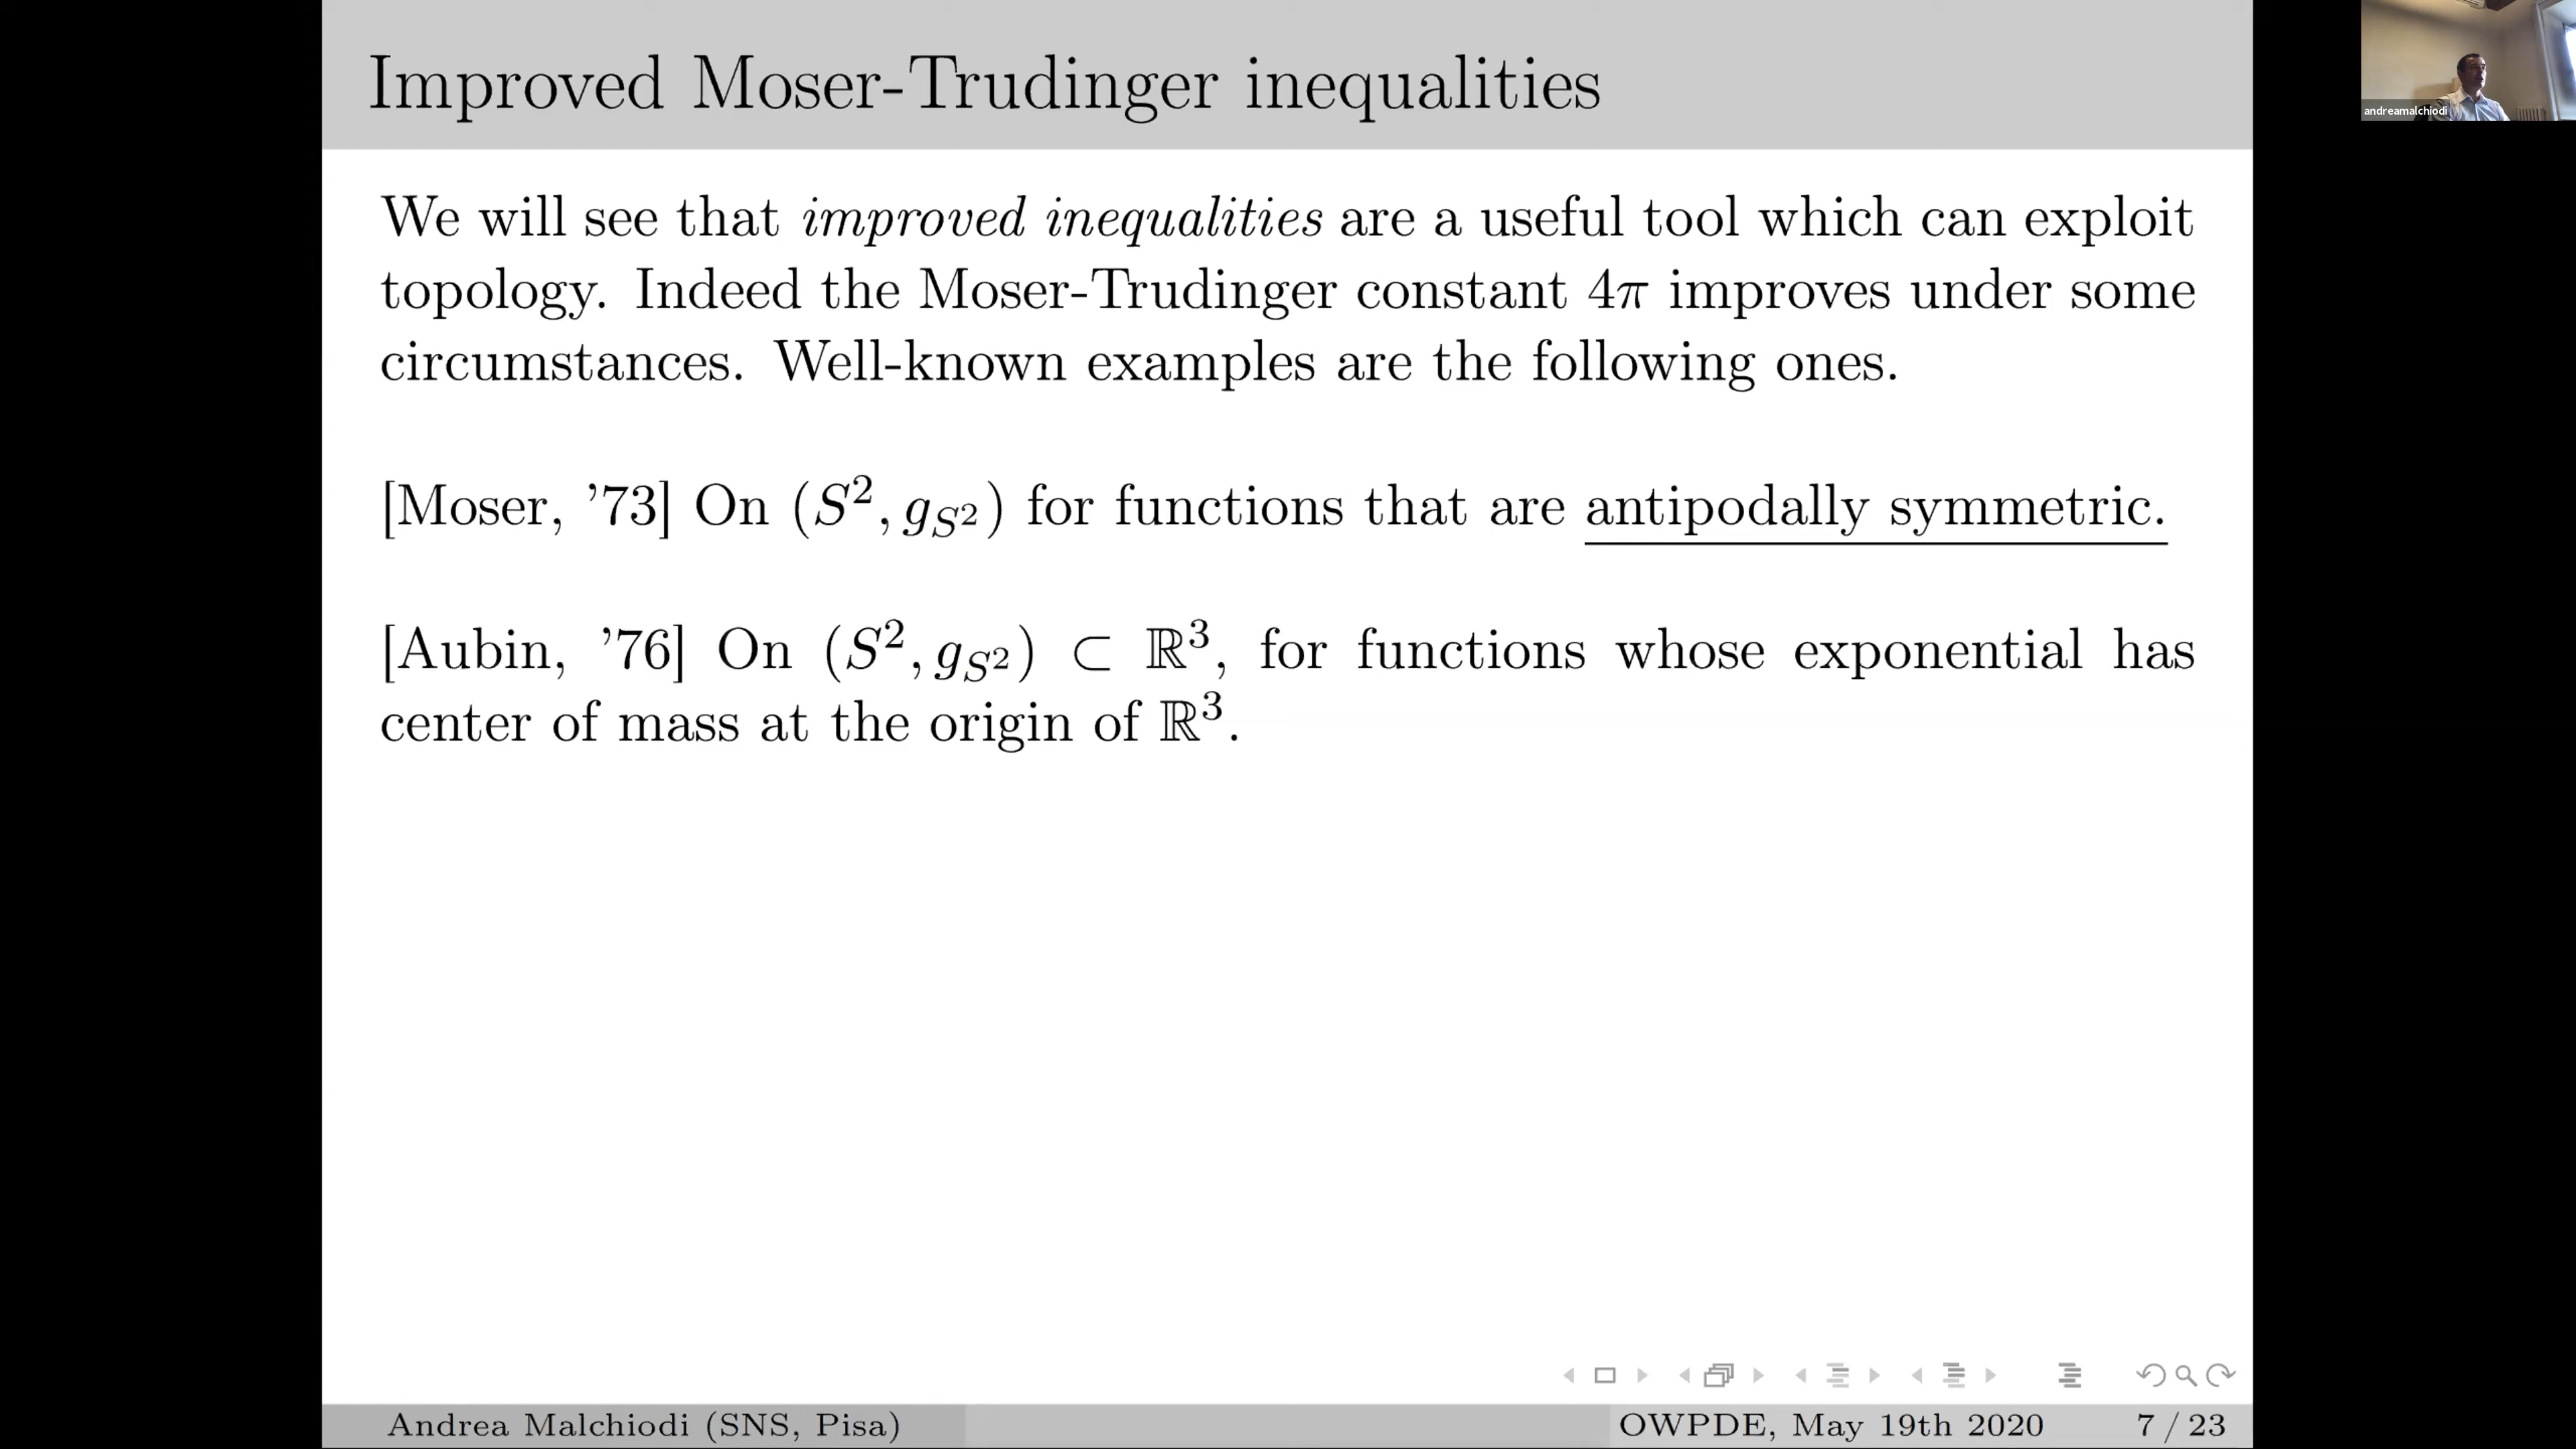 Improved Moser-Trudinger inequalities
We will see that improved inequalities are a useful tool which can exploit
topology. Indeed the Moser-Trudinger constant 4π improves under some
circumstances. Well-known examples are the following ones.
[Moser, ’73] On (S², g_{S²}) for functions that are antipodally symmetric.
[Aubin, ’76] On (S², g_{S²}) ⊂ ℝ³, for functions whose exponential has
center of mass at the origin of ℝ³.
Andrea Malchiodi (SNS, Pisa)
OWPDE, May 19th 2020
7 / 23
andreamalchiodi